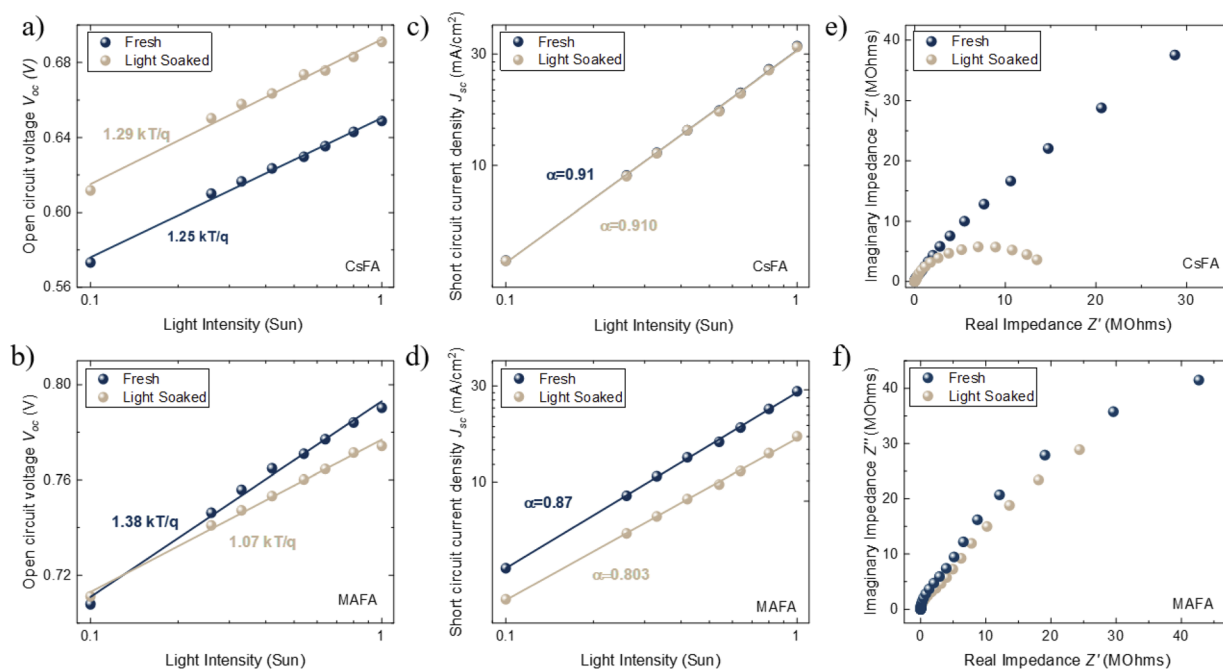 a)
Fresh
Light Soaked
Open circuit voltage Voc (V)
0.68
0.64
0.60
0.56
1.29 kT/q
1.25 kT/q
CsFA
0.1
1
Light Intensity (Sun)
c)
Fresh
Light Soaked
Short circuit current density Jsc (mA/cm²)
30
10
α=0.91
α=0.910
CsFA
0.1
1
Light Intensity (Sun)
e)
Fresh
Light Soaked
Imaginary Impedance -Z″ (MOhms)
40
30
20
10
0
CsFA
0
10
20
30
Real Impedance Z' (MOhms)
b)
Fresh
Light Soaked
Open circuit voltage Voc (V)
0.80
0.76
0.72
1.38 kT/q
1.07 kT/q
MAFA
0.1
1
Light Intensity (Sun)
d)
Fresh
Light Soaked
Short circuit current density Jsc (mA/cm²)
30
10
α=0.87
α=0.803
MAFA
0.1
1
Light Intensity (Sun)
f)
Fresh
Light Soaked
Imaginary Impedance Z″ (MOhms)
40
30
20
10
0
MAFA
0
10
20
30
40
Real Impedance Z' (MOhms)